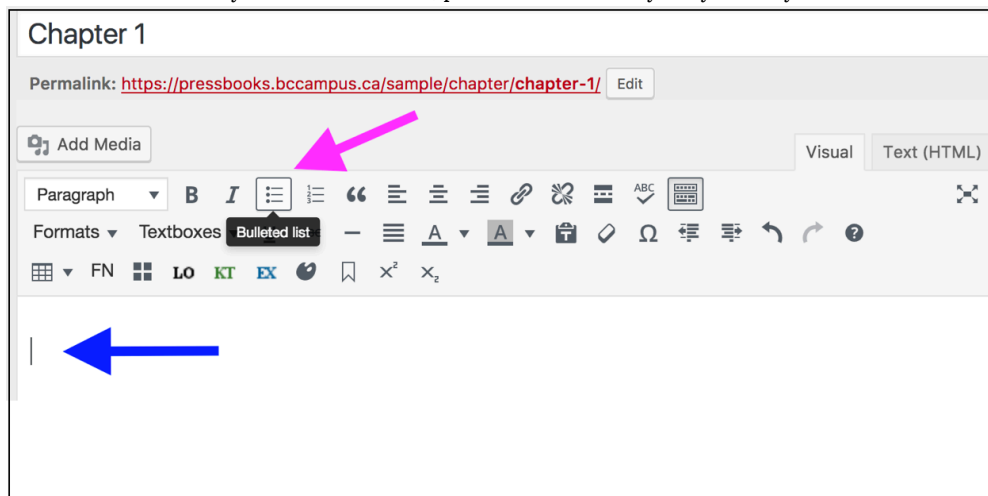 Chapter 1
Permalink: https://pressbooks.bccampus.ca/sample/chapter/chapter-1/ Edit
Add Media
Visual Text (HTML)
Paragraph B I ABC
Formats Textboxes Bulleted list A A Ω
FN LO KT EX x² x₂